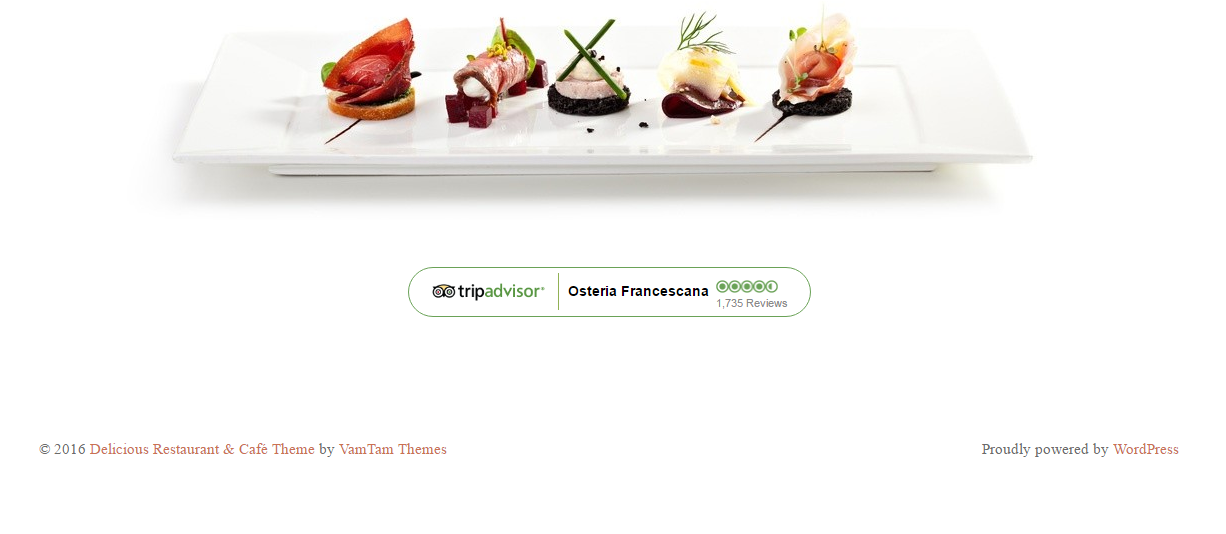 tripadvisor®
Osteria Francescana
1,735 Reviews
© 2016 Delicious Restaurant & Café Theme by VamTam Themes
Proudly powered by WordPress